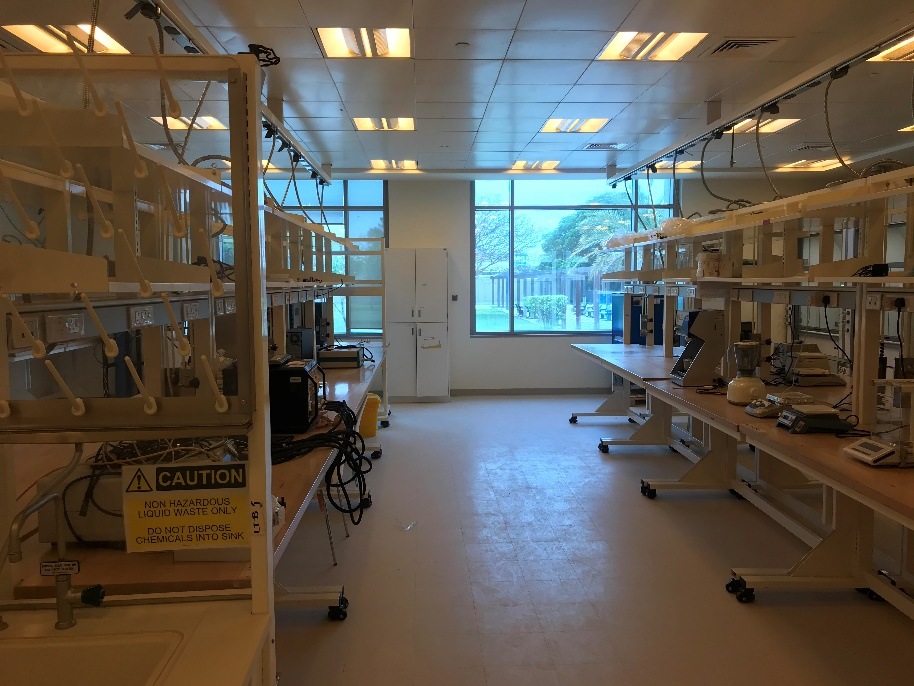 CAUTION
NON HAZARDOUS
LIQUID WASTE ONLY
DO NOT DISPOSE
CHEMICALS INTO SINK